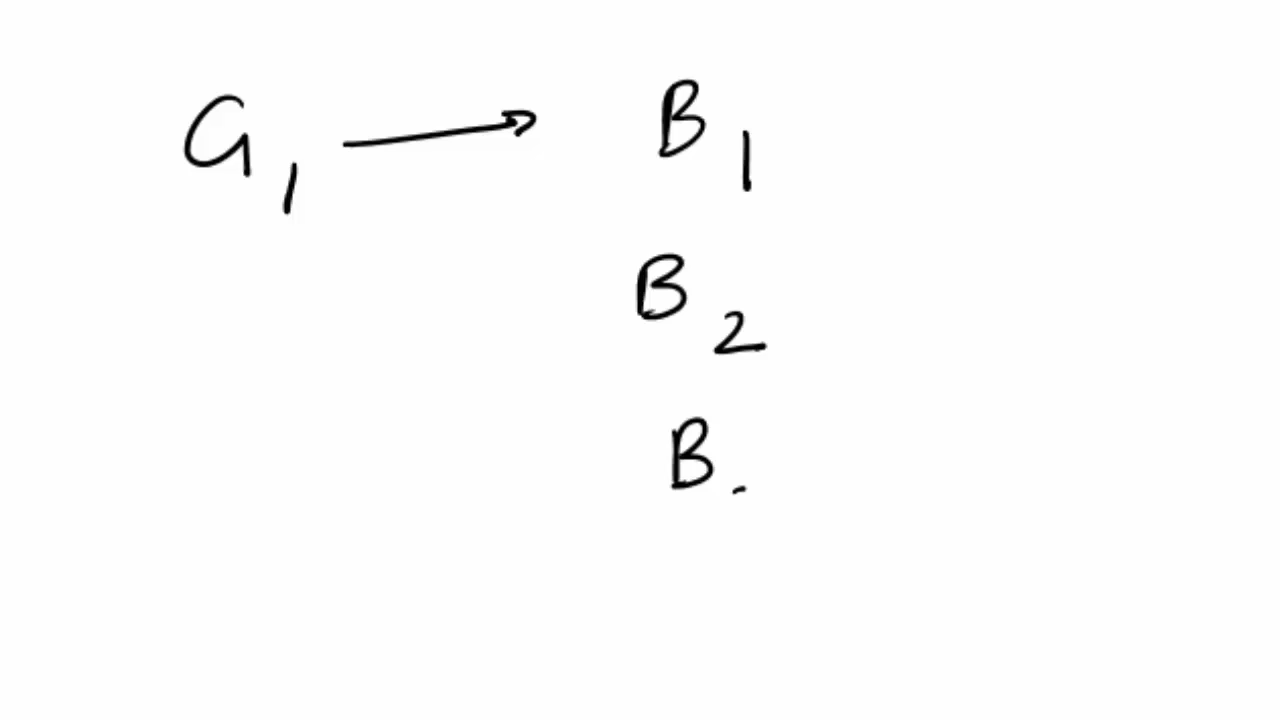 G₁ → B₁
B₂
B.